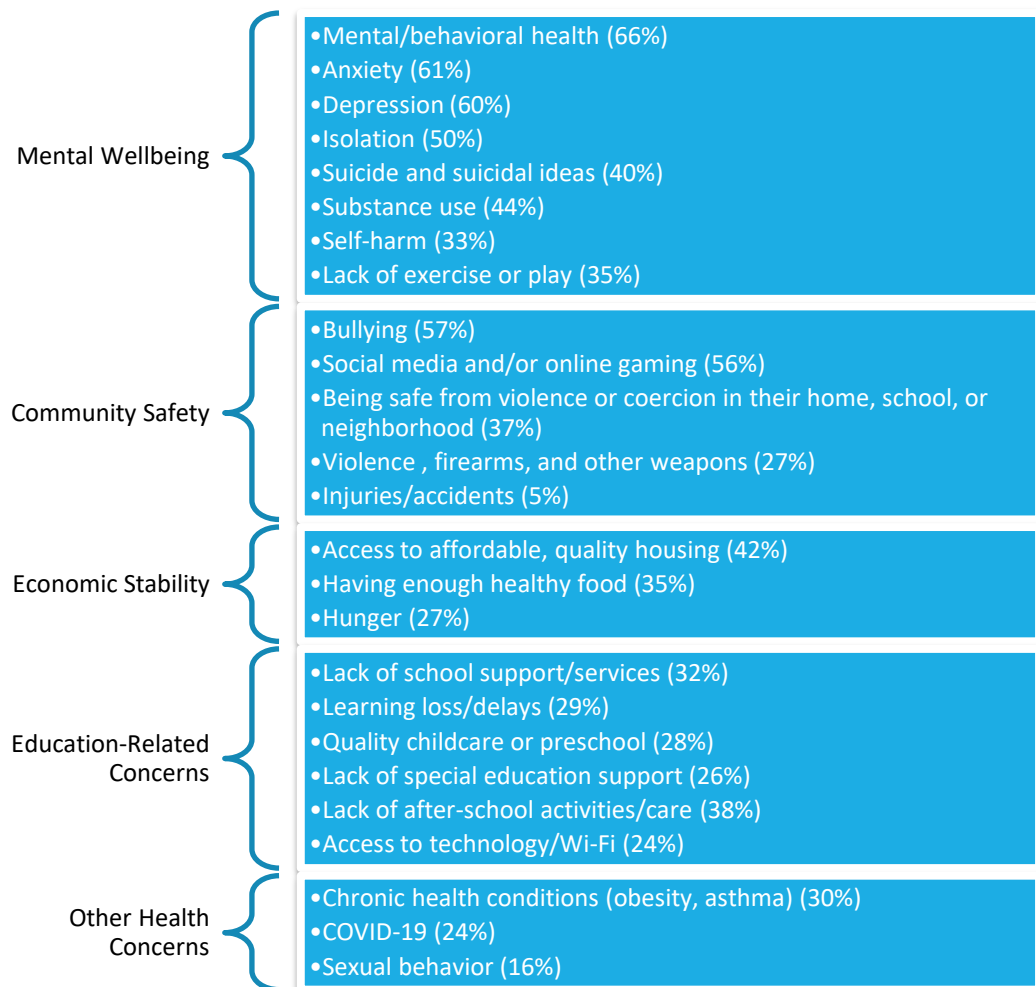 Mental Wellbeing
•Mental/behavioral health (66%)
•Anxiety (61%)
•Depression (60%)
•Isolation (50%)
•Suicide and suicidal ideas (40%)
•Substance use (44%)
•Self-harm (33%)
•Lack of exercise or play (35%)
Community Safety
•Bullying (57%)
•Social media and/or online gaming (56%)
•Being safe from violence or coercion in their home, school, or
neighborhood (37%)
•Violence , firearms, and other weapons (27%)
•Injuries/accidents (5%)
Economic Stability
•Access to affordable, quality housing (42%)
•Having enough healthy food (35%)
•Hunger (27%)
Education-Related
Concerns
•Lack of school support/services (32%)
•Learning loss/delays (29%)
•Quality childcare or preschool (28%)
•Lack of special education support (26%)
•Lack of after-school activities/care (38%)
•Access to technology/Wi-Fi (24%)
Other Health
Concerns
•Chronic health conditions (obesity, asthma) (30%)
•COVID-19 (24%)
•Sexual behavior (16%)